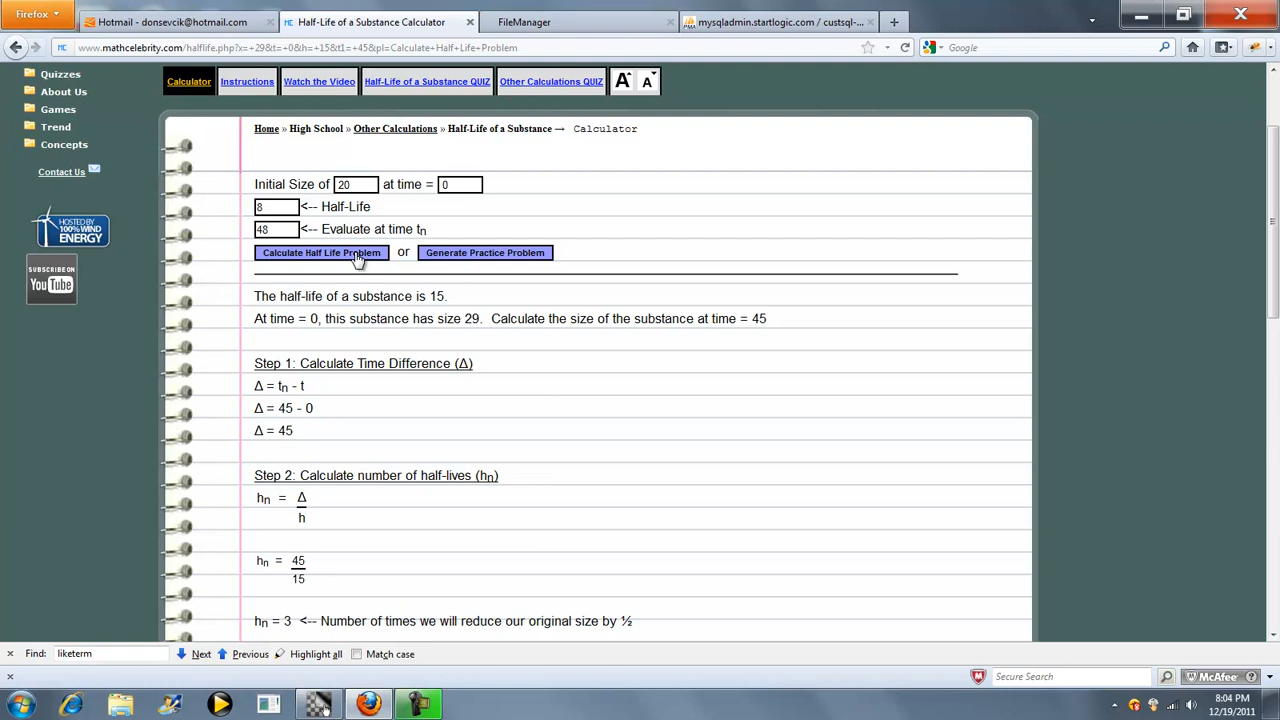 Hotmail - donsevcik@hotmail.com
Half-Life of a Substance Calculator
FileManager
mysqladmin.startlogic.com / custsql-...
Firefox
www.mathcelebrity.com/halflife.php?x=+29&t=+0&h=+15&t1=+45&pl=Calculate+Half+Life+Problem
Google
Quizzes
About Us
Games
Trend
Concepts
Contact Us
HOSTED BY
100% WIND
ENERGY
SUBSCRIBE ON
YouTube
Calculator
Instructions
Watch the Video
Half-Life of a Substance QUIZ
Other Calculations QUIZ
A A
Home » High School » Other Calculations » Half-Life of a Substance → Calculator
Initial Size of 20 at time = 0
8 <-- Half-Life
48 <-- Evaluate at time tn
Calculate Half Life Problem or Generate Practice Problem
The half-life of a substance is 15.
At time = 0, this substance has size 29. Calculate the size of the substance at time = 45
Step 1: Calculate Time Difference (Δ)
Δ = tn - t
Δ = 45 - 0
Δ = 45
Step 2: Calculate number of half-lives (hn)
hn = Δ
h
hn = 45
15
hn = 3 <-- Number of times we will reduce our original size by ½
Find: liketerm Next Previous Highlight all Match case
Secure Search
McAfee
8:04 PM
12/19/2011